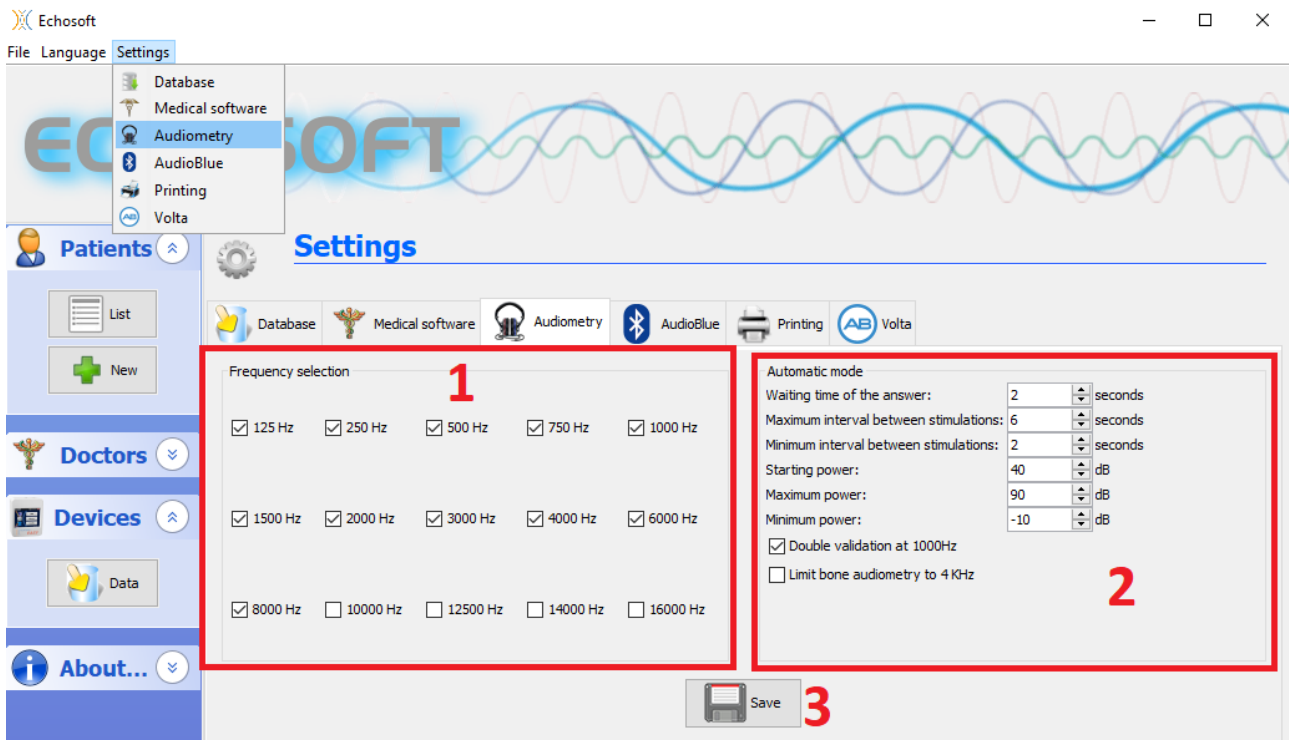 Echosoft
File Language Settings
Database
Medical software
Audiometry
AudioBlue
Printing
Volta
Patients
List
New
Doctors
Devices
Data
About...
Settings
Database Medical software Audiometry AudioBlue Printing AB Volta
Frequency selection 1
125 Hz 250 Hz 500 Hz 750 Hz 1000 Hz
1500 Hz 2000 Hz 3000 Hz 4000 Hz 6000 Hz
8000 Hz 10000 Hz 12500 Hz 14000 Hz 16000 Hz
Automatic mode
Waiting time of the answer: 2 seconds
Maximum interval between stimulations: 6 seconds
Minimum interval between stimulations: 2 seconds
Starting power: 40 dB
Maximum power: 90 dB
Minimum power: -10 dB
Double validation at 1000Hz
Limit bone audiometry to 4 KHz
2
Save 3